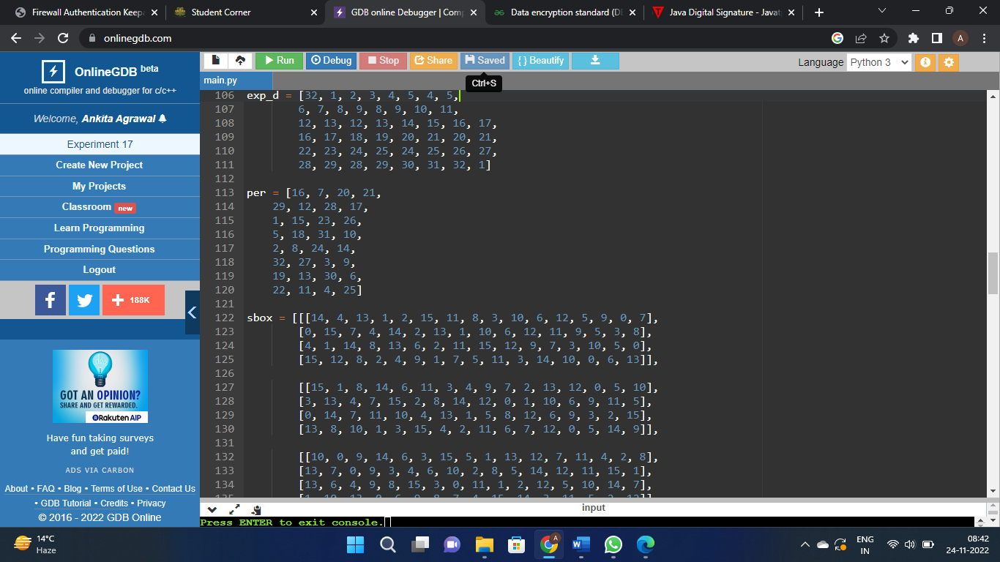 Firewall Authentication Keep
Student Corner
GDB online Debugger | Com
Data encryption standard (D
Java Digital Signature - Javat
onlinegdb.com
A
OnlineGDB beta
online compiler and debugger for c/c++
Welcome, Ankita Agrawal
Experiment 17
Create New Project
My Projects
Classroom new
Learn Programming
Programming Questions
Logout
188K
GOT AN OPINION?
SHARE AND GET REWARDED.
Rakuten AIP
Have fun taking surveys
and get paid!
ADS VIA CARBON
About • FAQ • Blog • Terms of Use • Contact Us
• GDB Tutorial • Credits • Privacy
© 2016 - 2022 GDB Online
Run Debug Stop Share Saved {} Beautify
Language Python 3
main.py
Ctrl+S
106 exp_d = [32, 1, 2, 3, 4, 5, 4, 5,
107 6, 7, 8, 9, 8, 9, 10, 11,
108 12, 13, 12, 13, 14, 15, 16, 17,
109 16, 17, 18, 19, 20, 21, 20, 21,
110 22, 23, 24, 25, 24, 25, 26, 27,
111 28, 29, 28, 29, 30, 31, 32, 1]
112
113 per = [16, 7, 20, 21,
114 29, 12, 28, 17,
115 1, 15, 23, 26,
116 5, 18, 31, 10,
117 2, 8, 24, 14,
118 32, 27, 3, 9,
119 19, 13, 30, 6,
120 22, 11, 4, 25]
121
122 sbox = [[[14, 4, 13, 1, 2, 15, 11, 8, 3, 10, 6, 12, 5, 9, 0, 7],
123 [0, 15, 7, 4, 14, 2, 13, 1, 10, 6, 12, 11, 9, 5, 3, 8],
124 [4, 1, 14, 8, 13, 6, 2, 11, 15, 12, 9, 7, 3, 10, 5, 0],
125 [15, 12, 8, 2, 4, 9, 1, 7, 5, 11, 3, 14, 10, 0, 6, 13]],
126
127 [[15, 1, 8, 14, 6, 11, 3, 4, 9, 7, 2, 13, 12, 0, 5, 10],
128 [3, 13, 4, 7, 15, 2, 8, 14, 12, 0, 1, 10, 6, 9, 11, 5],
129 [0, 14, 7, 11, 10, 4, 13, 1, 5, 8, 12, 6, 9, 3, 2, 15],
130 [13, 8, 10, 1, 3, 15, 4, 2, 11, 6, 7, 12, 0, 5, 14, 9]],
131
132 [[10, 0, 9, 14, 6, 3, 15, 5, 1, 13, 12, 7, 11, 4, 2, 8],
133 [13, 7, 0, 9, 3, 4, 6, 10, 2, 8, 5, 14, 12, 11, 15, 1],
134 [13, 6, 4, 9, 8, 15, 3, 0, 11, 1, 2, 12, 5, 10, 14, 7],
input
Press ENTER to exit console.
14°C
Haze
A
ENG
IN
08:42
24-11-2022